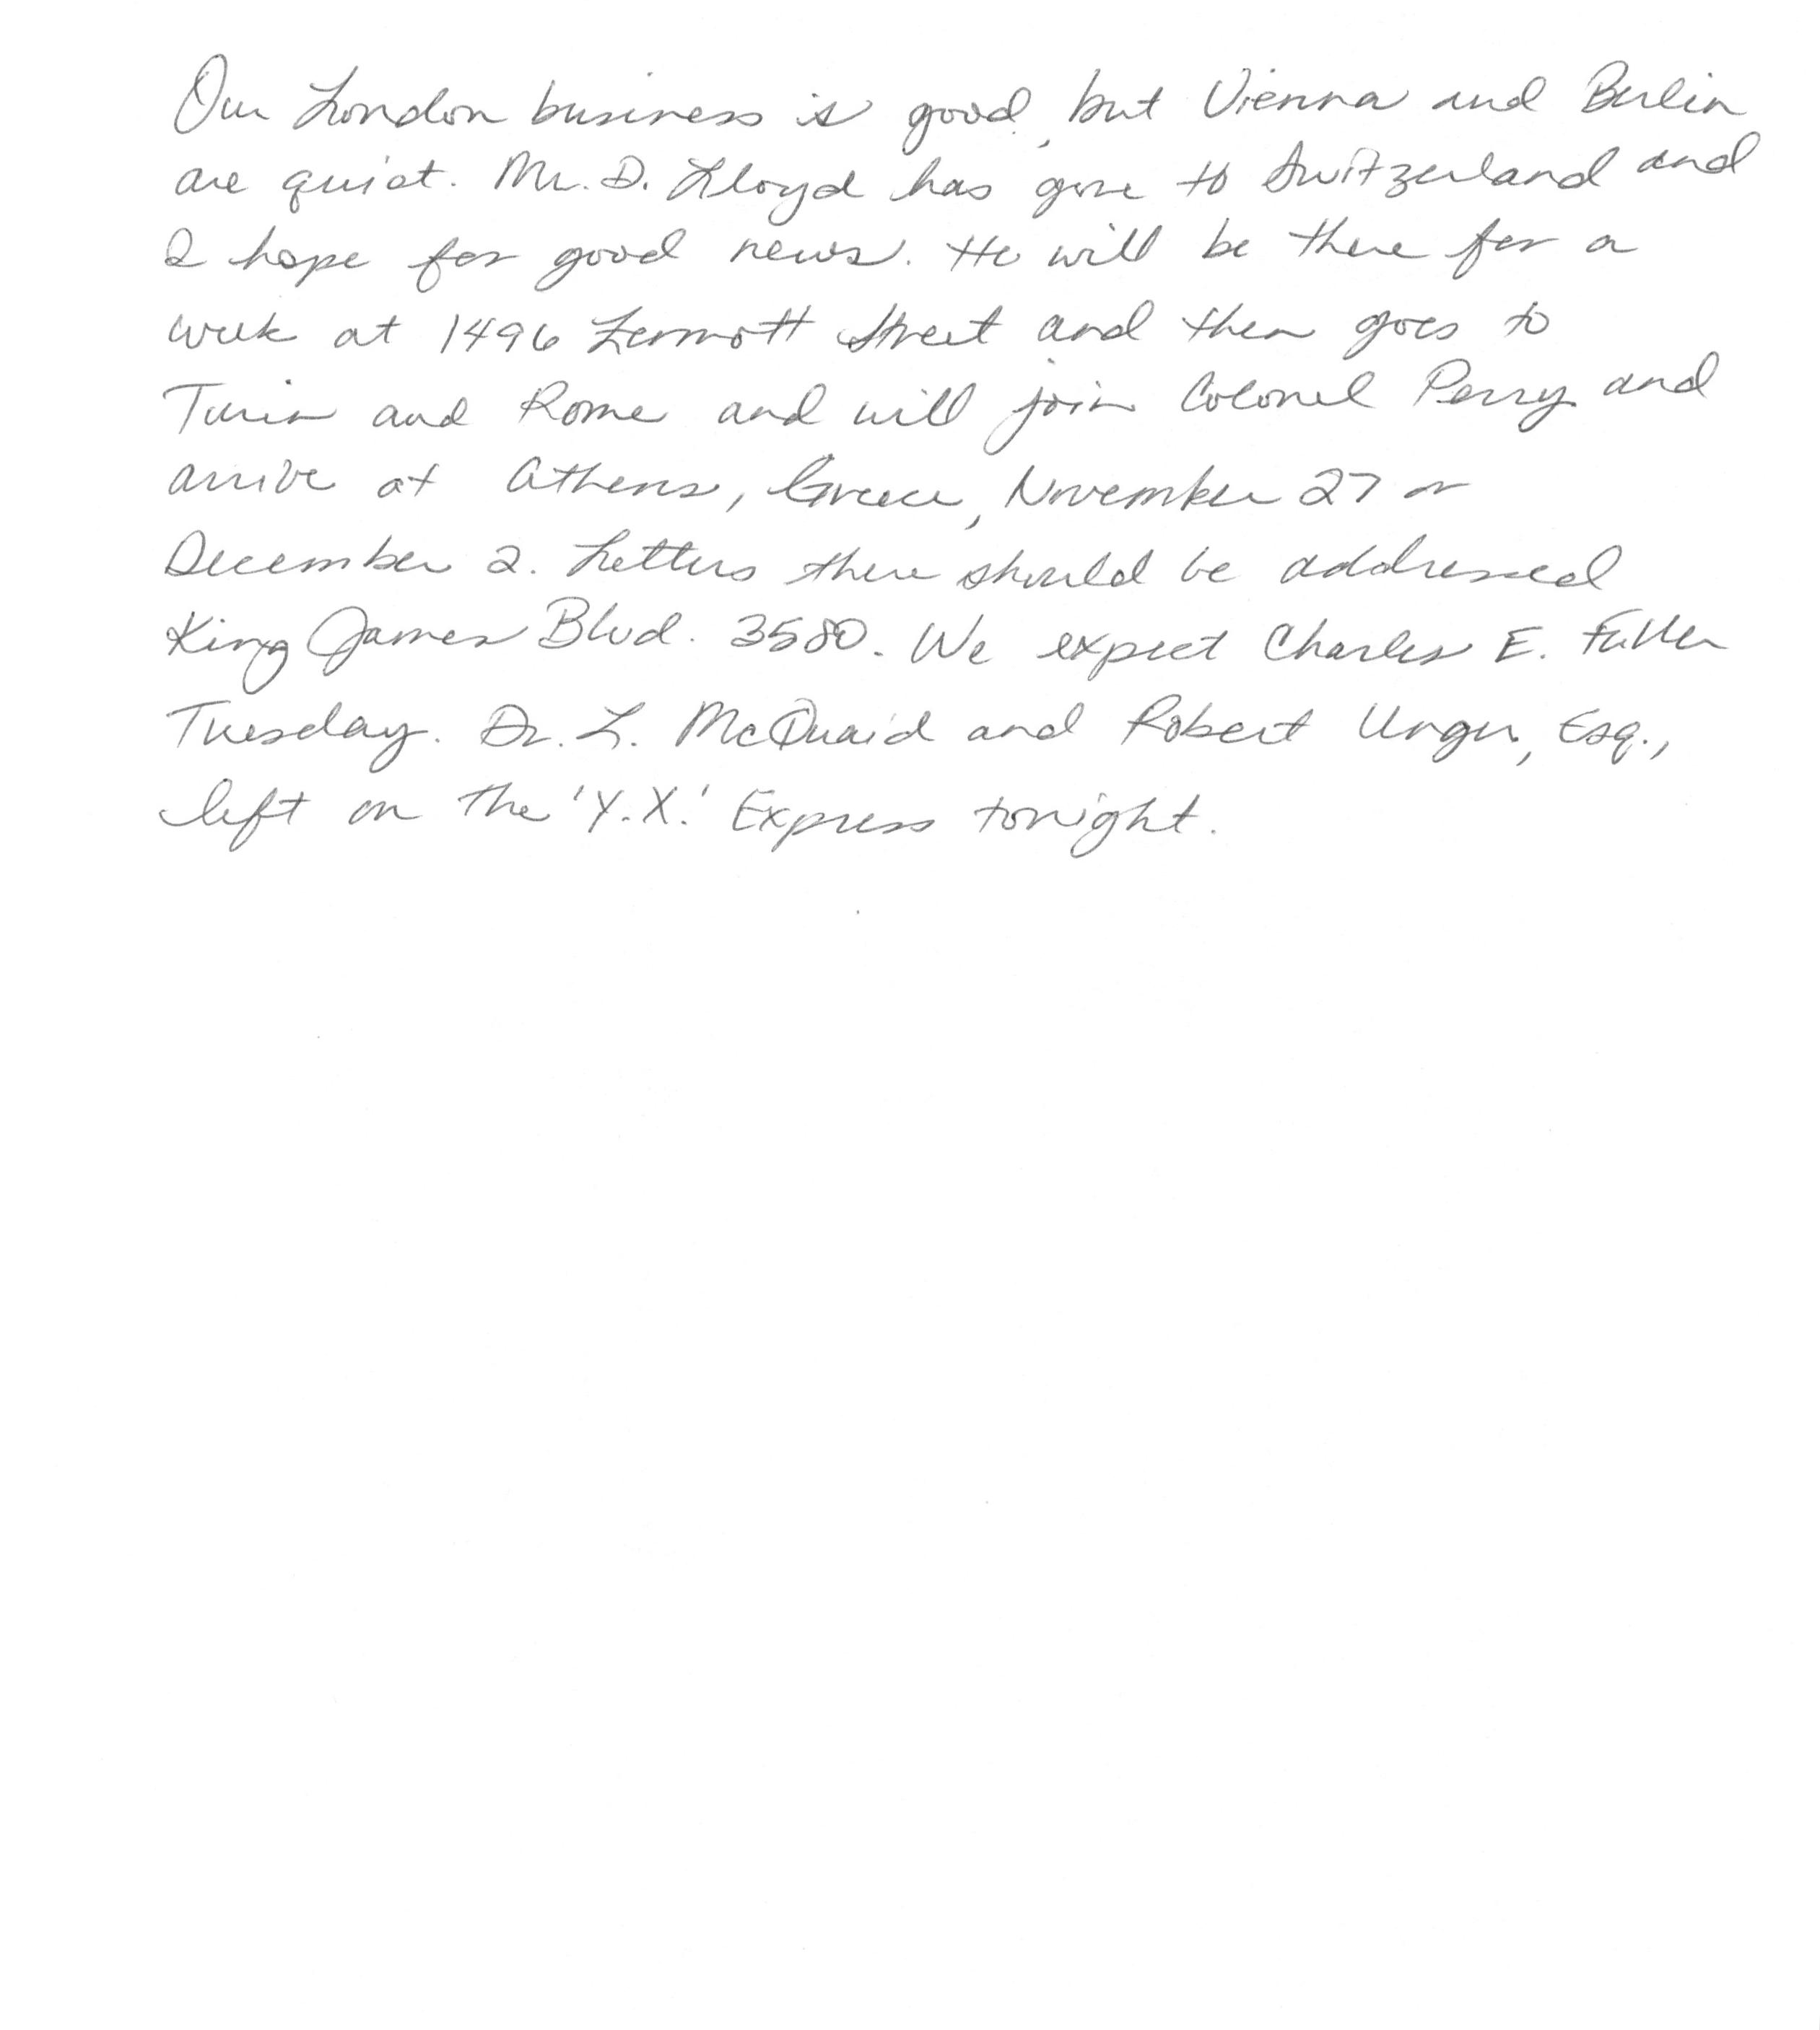 Our London business is good, but Vienna and Berlin
are quiet. Mr. D. Lloyd has gone to Switzerland and
I hope for good news. He will be there for a
week at 1496 Zermott Street and then goes to
Turin and Rome and will join Colonel Perry and
arrive at Athens, Greece, November 27 or
December 2. Letters there should be addressed
King James Blvd. 3580. We expect Charles E. Fuller
Tuesday. Dr. L. McQuaid and Robert Unger, Esq.,
left on the 'Y.X.' Express tonight.